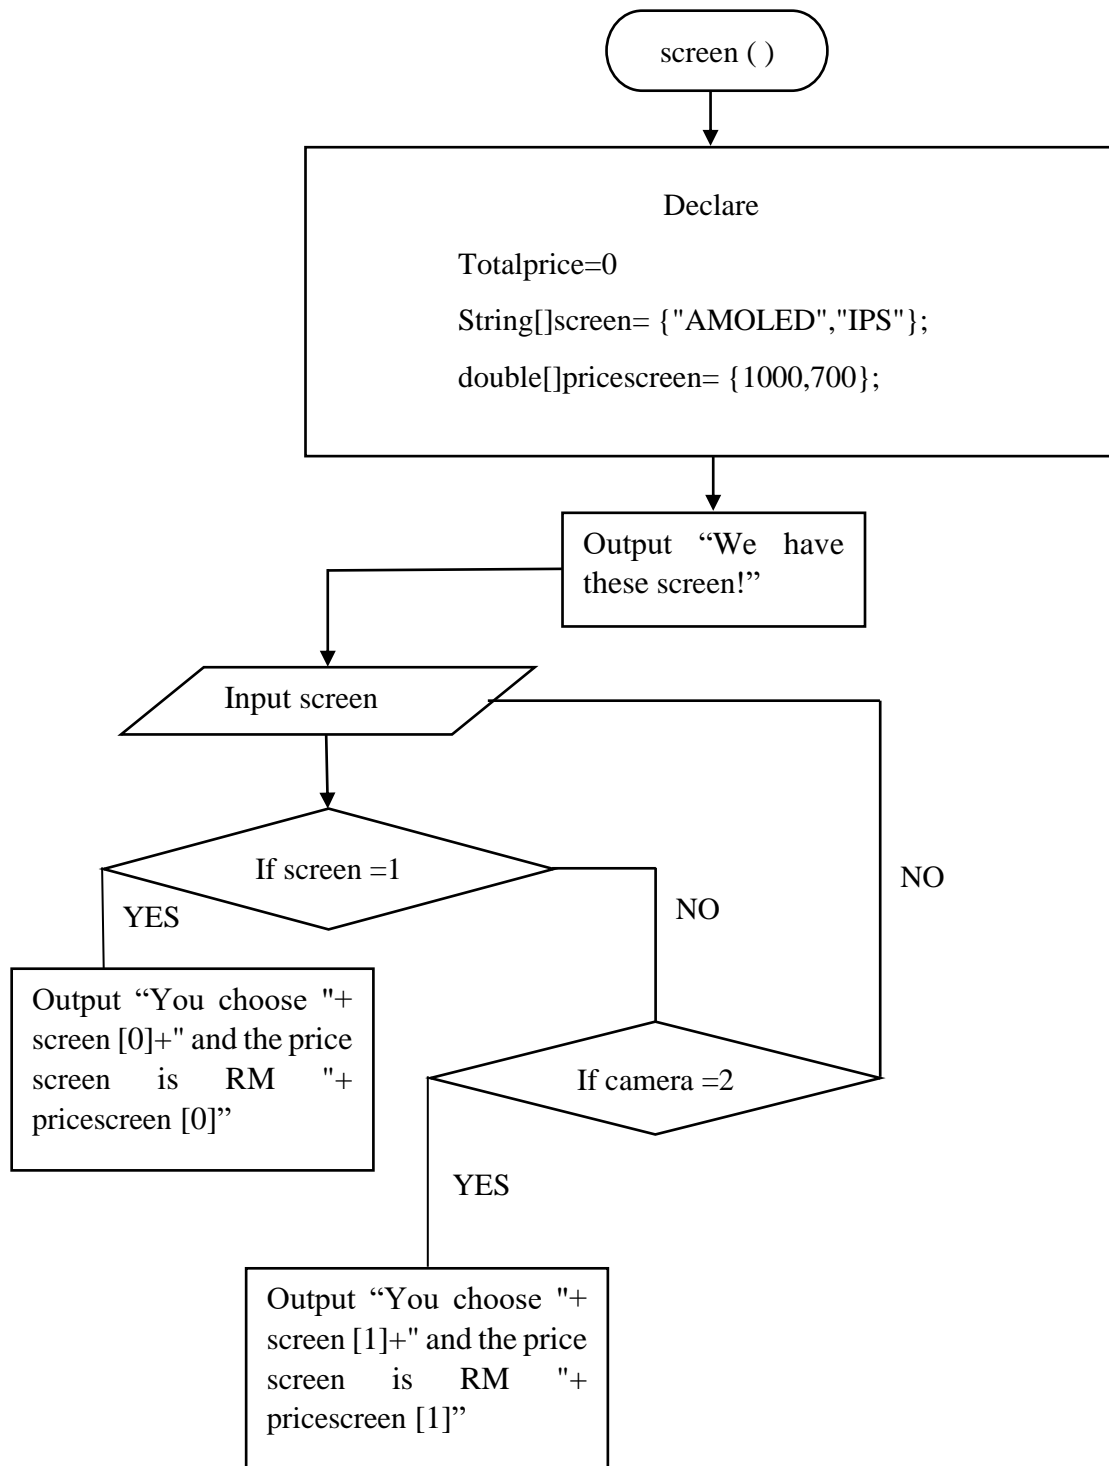 screen ( )
Declare
Totalprice=0
String[]screen= {"AMOLED","IPS"};
double[]pricescreen= {1000,700};
Output “We have
these screen!”
Input screen
If screen =1
NO
YES
NO
Output “You choose "+
screen [0]+" and the price
screen is RM "+
pricescreen [0]”
If camera =2
YES
Output “You choose "+
screen [1]+" and the price
screen is RM "+
pricescreen [1]”